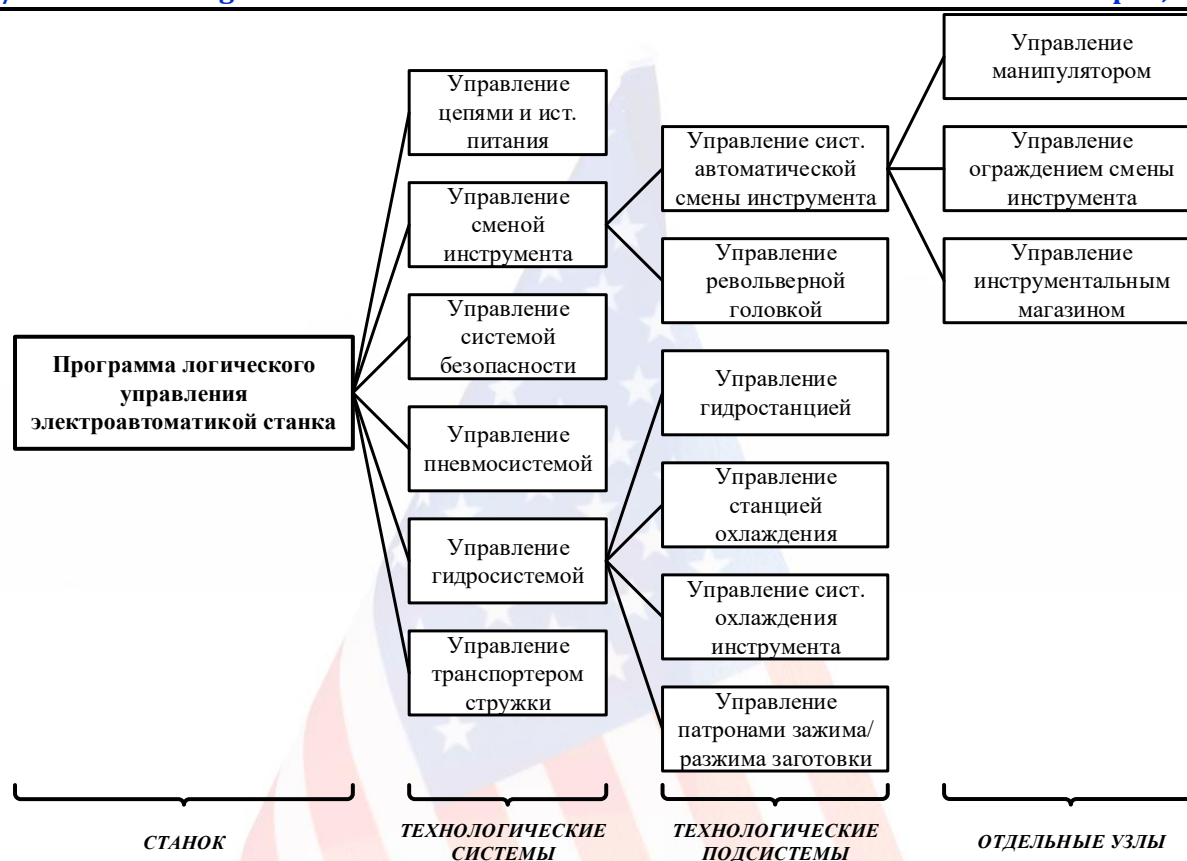 Программа логического
управления
электроавтоматикой станка
Управление
цепями и ист.
питания
Управление
сменой
инструмента
Управление
системой
безопасности
Управление
пневмосистемой
Управление
гидросистемой
Управление
транспортером
стружки
Управление сист.
автоматической
смены инструмента
Управление
револьверной
головкой
Управление
гидростанцией
Управление
станцией
охлаждения
Управление сист.
охлаждения
инструмента
Управление
патронами зажима/
разжима заготовки
Управление
манипулятором
Управление
ограждением смены
инструмента
Управление
инструментальным
магазином
СТАНОК
ТЕХНОЛОГИЧЕСКИЕ
СИСТЕМЫ
ТЕХНОЛОГИЧЕСКИЕ
ПОДСИСТЕМЫ
ОТДЕЛЬНЫЕ УЗЛЫ